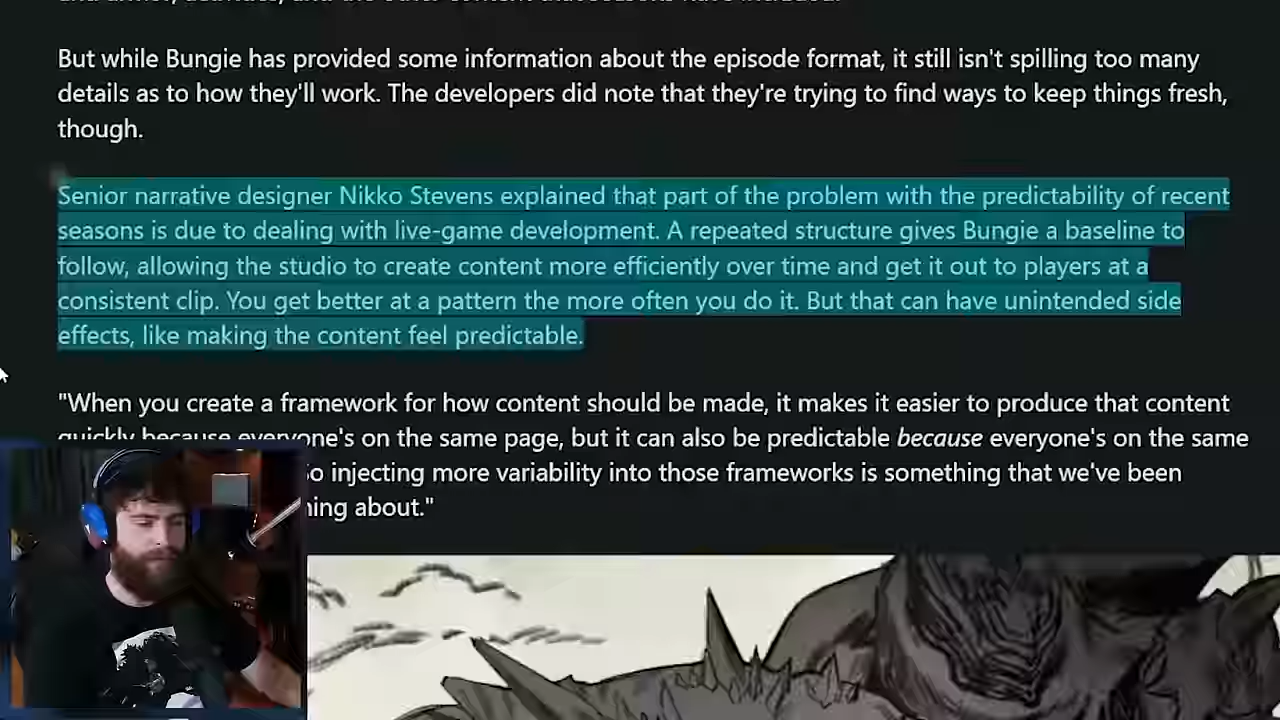 But while Bungie has provided some information about the episode format, it still isn't spilling too many
details as to how they'll work. The developers did note that they're trying to find ways to keep things fresh,
though.
Senior narrative designer Nikko Stevens explained that part of the problem with the predictability of recent
seasons is due to dealing with live-game development. A repeated structure gives Bungie a baseline to
follow, allowing the studio to create content more efficiently over time and get it out to players at a
consistent clip. You get better at a pattern the more often you do it. But that can have unintended side
effects, like making the content feel predictable.
"When you create a framework for how content should be made, it makes it easier to produce that content
quickly because everyone's on the same page, but it can also be predictable because everyone's on the same
So injecting more variability into those frameworks is something that we've been
about."